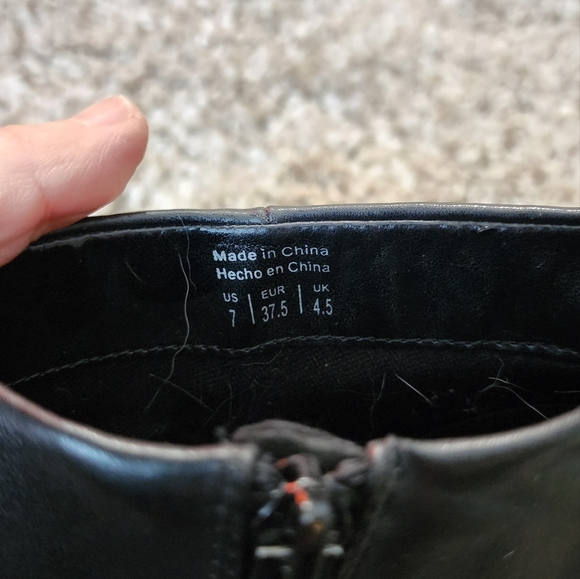 Made in China
Hecho en China
US | EUR | UK
7 | 37.5 | 4.5